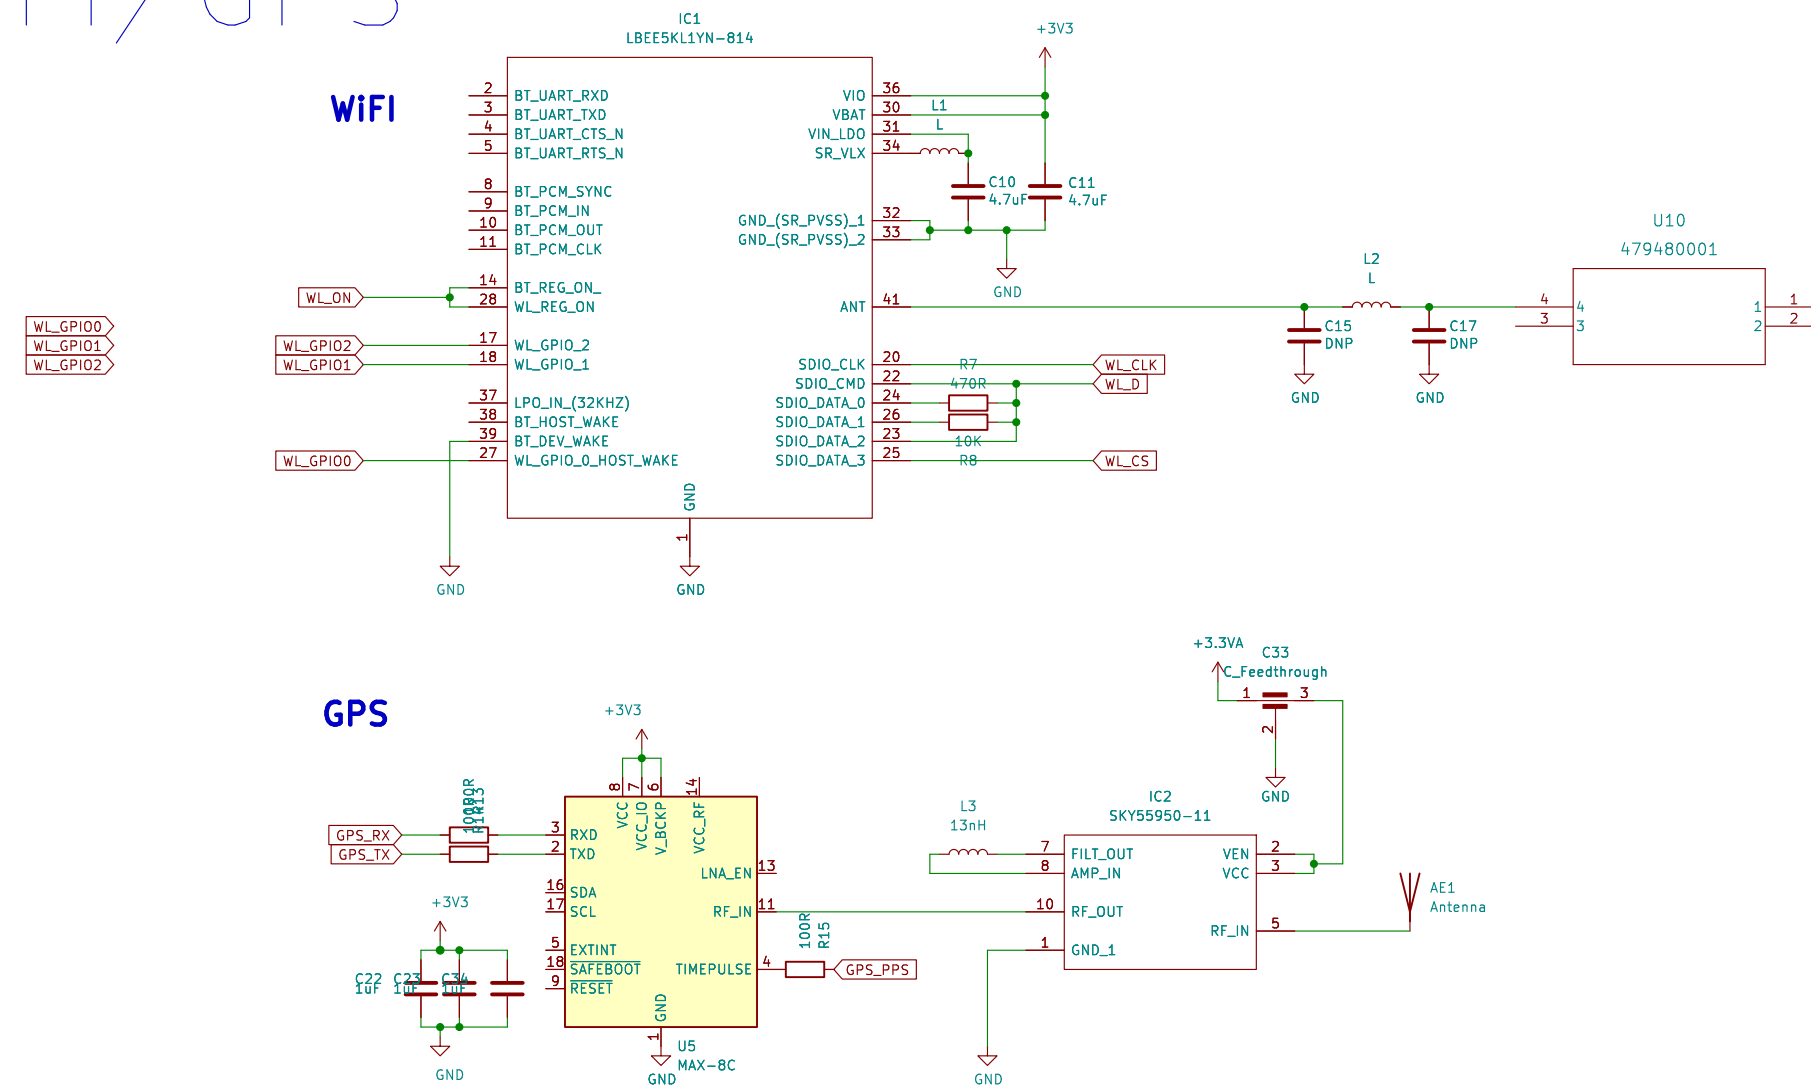 IC1
LBEE5KL1YN-814
+3V3
WiFI
2 BT_UART_RXD
3 BT_UART_TXD
4 BT_UART_CTS_N
5 BT_UART_RTS_N
8 BT_PCM_SYNC
9 BT_PCM_IN
10 BT_PCM_OUT
11 BT_PCM_CLK
WL_ON
14 BT_REG_ON_
28 WL_REG_ON
WL_GPIO0
WL_GPIO1
WL_GPIO2
WL_GPIO2 17 WL_GPIO_2
WL_GPIO1 18 WL_GPIO_1
37 LPO_IN_(32KHZ)
38 BT_HOST_WAKE
39 BT_DEV_WAKE
WL_GPIO0 27 WL_GPIO_0_HOST_WAKE
VIO 36
VBAT 30
VIN_LDO 31
SR_VLX 34
L1
L
C10
4.7uF
C11
4.7uF
GND_(SR_PVSS)_1 32
GND_(SR_PVSS)_2 33
GND
ANT 41
SDIO_CLK 20 R7 WL_CLK
SDIO_CMD 22 470R WL_D
SDIO_DATA_0 24
SDIO_DATA_1 26
SDIO_DATA_2 23 10K
SDIO_DATA_3 25 R8 WL_CS
GND
1
GND
GND
L2
L
C15
DNP
GND
C17
DNP
GND
U10
479480001
4 4 1 1
3 3 2 2
GPS
+3V3
8 7 6 14
VCC VCC_IO V_BCKP VCC_RF
100R
R13
GPS_RX 3 RXD
GPS_TX 2 TXD
16 SDA
17 SCL
5 EXTINT
18 SAFEBOOT
9 RESET
LNA_EN 13
RF_IN 11
TIMEPULSE 4
100R
R15
GPS_PPS
GND
1
GND
U5
MAX-8C
+3V3
C22 C23 C34
1uF 1uF 1uF
GND
+3.3VA
C33
C_Feedthrough
1 3
2
GND
IC2
SKY55950-11
L3
13nH
7 FILT_OUT
8 AMP_IN
10 RF_OUT
1 GND_1
VEN 2
VCC 3
RF_IN 5
GND
AE1
Antenna